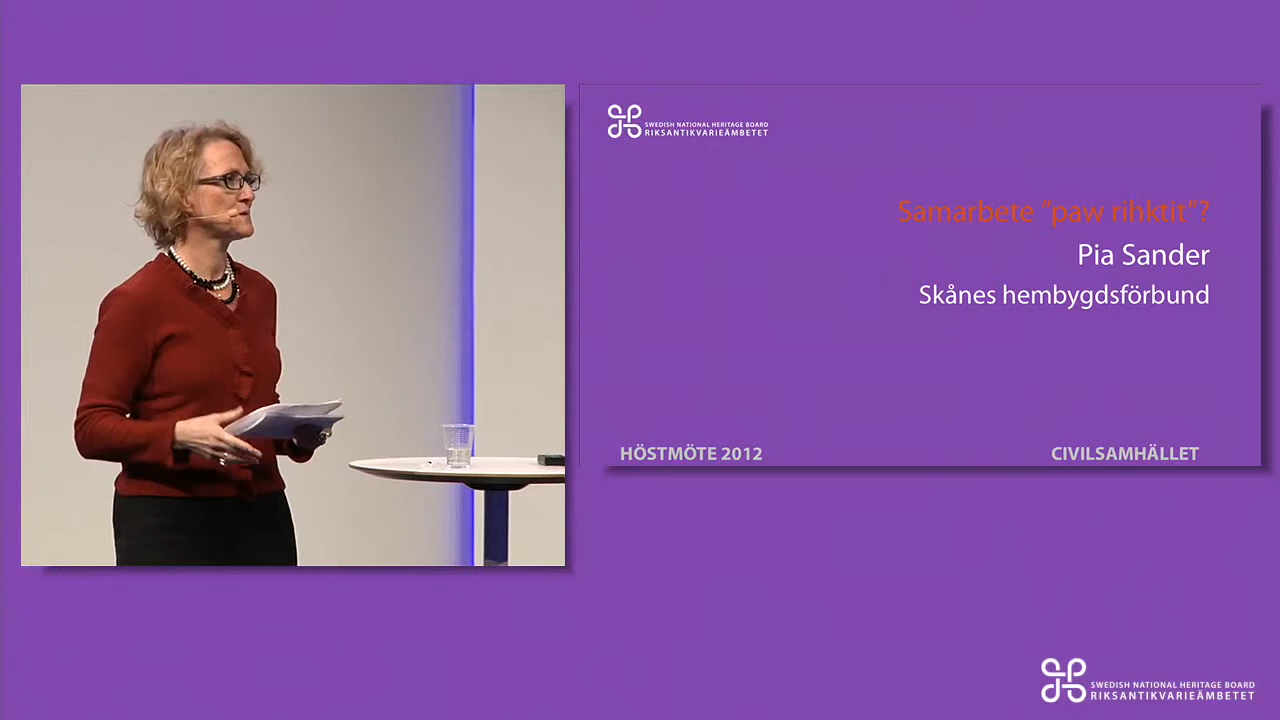 SWEDISH NATIONAL HERITAGE BOARD
RIKSANTIKVARIEÄMBETET
Samarbete ”paw rihktit”?
Pia Sander
Skånes hembygdsförbund
HÖSTMÖTE 2012
CIVILSAMHÄLLET
SWEDISH NATIONAL HERITAGE BOARD
RIKSANTIKVARIEÄMBETET